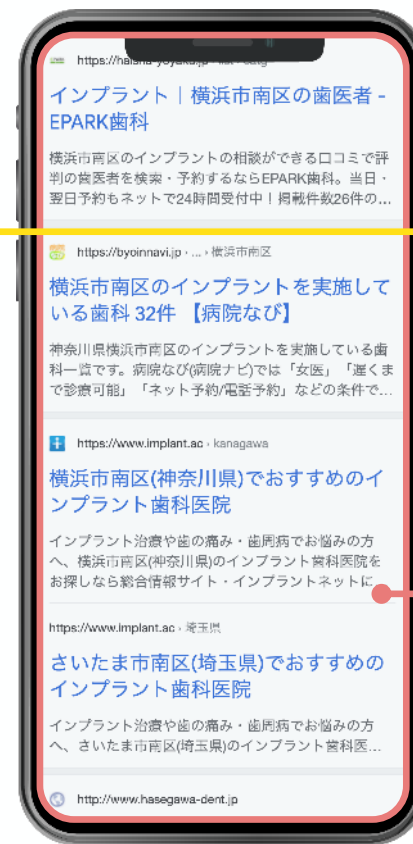 インプラント｜横浜市南区の歯医者 -
EPARK歯科
横浜市南区のインプラントの相談ができる口コミで評
判の歯医者を検索・予約するならEPARK歯科。当日・
翌日予約もネットで24時間受付中！掲載件数26件の...
https://byoinnavi.jp › ... › 横浜市南区
横浜市南区のインプラントを実施して
いる歯科 32件 【病院なび】
神奈川県横浜市南区のインプラントを実施している歯
科一覧です。病院なび(病院ナビ)では「女医」「遅くま
で診療可能」「ネット予約/電話予約」などの条件で...
https://www.implant.ac › kanagawa
横浜市南区(神奈川県)でおすすめのイ
ンプラント歯科医院
インプラント治療や歯の痛み・歯周病でお悩みの方
へ、横浜市南区(神奈川県)のインプラント歯科医院を
お探しなら総合情報サイト・インプラントネットに...
https://www.implant.ac › 埼玉県
さいたま市南区(埼玉県)でおすすめの
インプラント歯科医院
インプラント治療や歯の痛み・歯周病でお悩みの方
へ、さいたま市南区(埼玉県)のインプラント歯科医...
http://www.hasegawa-dent.jp